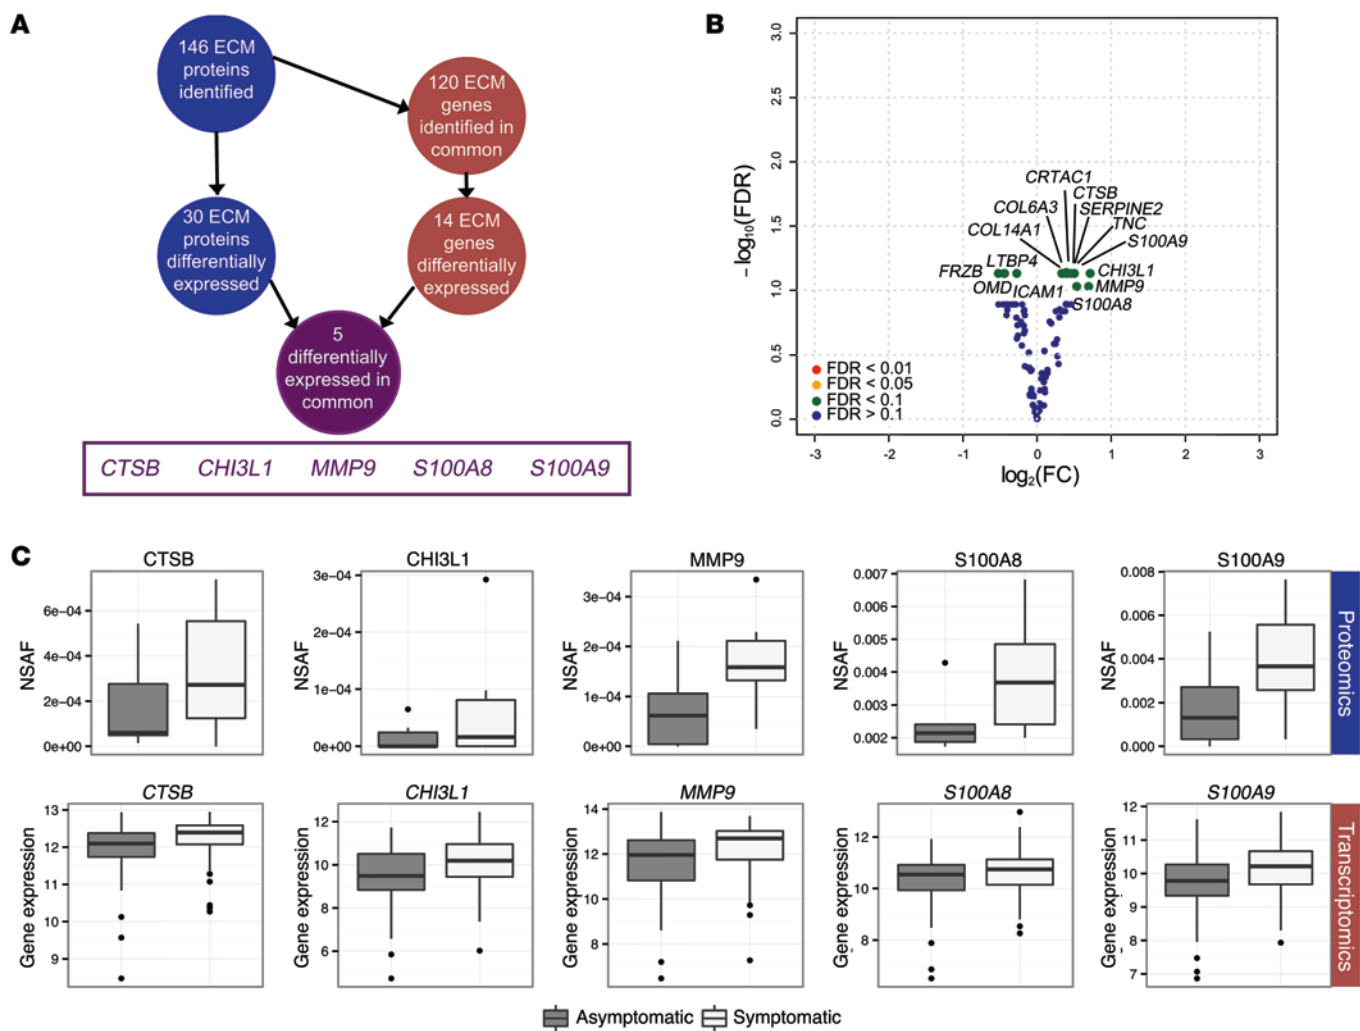 A
146 ECM
proteins
identified
120 ECM
genes
identified in
common
30 ECM
proteins
differentially
expressed
14 ECM
genes
differentially
expressed
5
differentially
expressed in
common
CTSB CHI3L1 MMP9 S100A8 S100A9
B
3.0
2.5
2.0
1.5
1.0
0.5
0.0
-log10(FDR)
CRTAC1
CTSB
COL6A3 SERPINE2
COL14A1 TNC
S100A9
LTBP4
FRZB CHI3L1
OMD ICAM1 MMP9
S100A8
FDR < 0.01
FDR < 0.05
FDR < 0.1
FDR > 0.1
-3 -2 -1 0 1 2 3
log2(FC)
C
CTSB CHI3L1 MMP9 S100A8 S100A9
NSAF
6e-04
4e-04
2e-04
0e+00
NSAF
3e-04
2e-04
1e-04
0e+00
NSAF
3e-04
2e-04
1e-04
0e+00
NSAF
0.007
0.006
0.005
0.004
0.003
0.002
NSAF
0.008
0.006
0.004
0.002
0.000
Proteomics
CTSB CHI3L1 MMP9 S100A8 S100A9
Gene expression
13
12
11
10
9
Gene expression
12
10
8
6
Gene expression
14
12
10
8
Gene expression
12
10
8
Gene expression
12
11
10
9
8
7
Transcriptomics
Asymptomatic Symptomatic